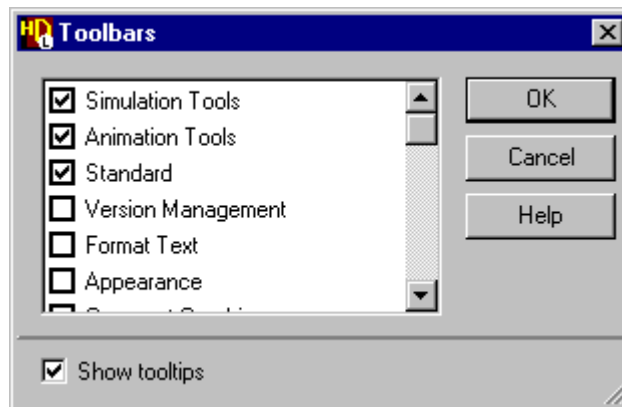 Toolbars
Simulation Tools
Animation Tools
Standard
Version Management
Format Text
Appearance
OK
Cancel
Help
Show tooltips